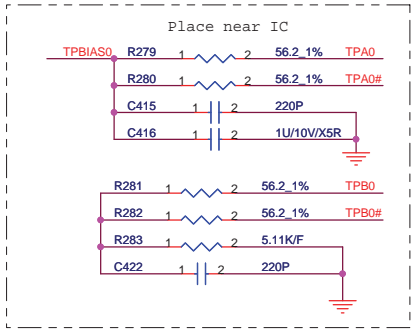 Place near IC
TPBIAS0 R279 1 2 56.2_1% TPA0
R280 1 2 56.2_1% TPA0#
C415 1 2 220P
C416 1 2 1U/10V/X5R
R281 1 2 56.2_1% TPB0
R282 1 2 56.2_1% TPB0#
R283 1 2 5.11K/F
C422 1 2 220P